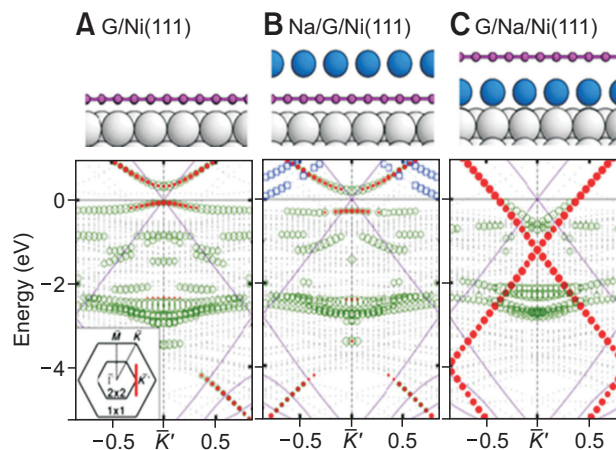 A G/Ni(111)
B Na/G/Ni(111)
C G/Na/Ni(111)
Energy (eV)
0
−2
−4
M̄
K̄
Γ̄
K̄'
2x2
1x1
−0.5 K̄' 0.5
−0.5 K̄' 0.5
−0.5 K̄' 0.5